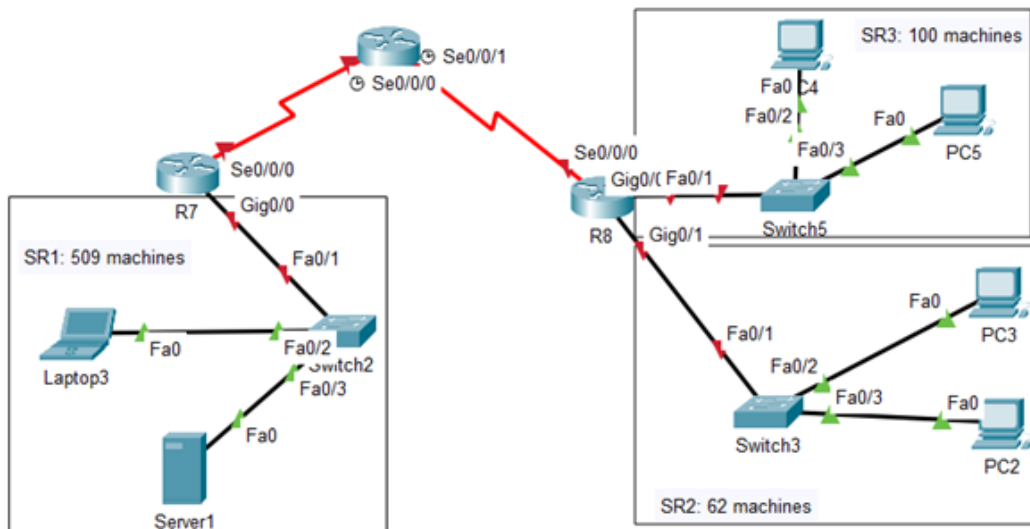 SR3: 100 machines
Se0/0/1
Se0/0/0
Fa0
C4
Fa0/2
Fa0
Fa0/3
PC5
Se0/0/0
Se0/0/0
Gig0/0
Fa0/1
Switch5
R7
Gig0/0
R8
Gig0/1
SR1: 509 machines
Fa0/1
Fa0
PC3
Fa0/1
Fa0
Fa0/2
Switch2
Laptop3
Fa0/3
Fa0/2
Fa0/3
Fa0
Switch3
PC2
Fa0
Server1
SR2: 62 machines